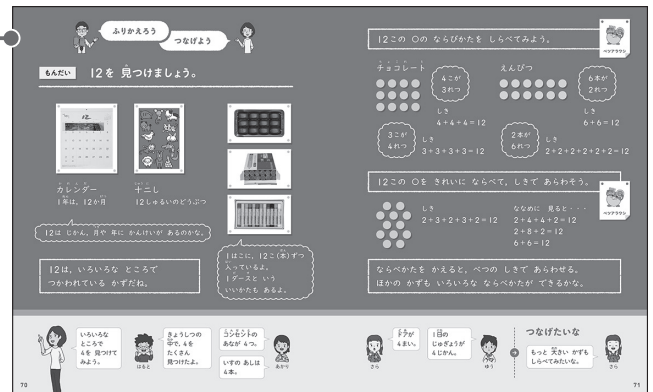 ふりかえろう
つなげよう
もんだい
12を 見つけましょう。
12
カレンダー
1年は、12か月
十二し
12しゅるいのどうぶつ
12は じかん、月や 年に かんけいが あるのかな。
1はこに、12こ(本)ずつ
入っているよ。
1ダースと いう
いいかたも あるよ。
12は、いろいろな ところで
つかわれている かずだね。
12この ○の ならびかたを しらべてみよう。
チョコレート
4こが
3れつ
しき
4+4+4=12
3こが
4れつ
しき
3+3+3+3=12
えんぴつ
6本が
2れつ
しき
6+6=12
2本が
6れつ
しき
2+2+2+2+2+2=12
12この ○を きれいに ならべて、しきで あらわそう。
しき
2+3+2+3+2=12
ななめに 見ると・・・
2+4+4+2=12
2+8+2=12
6+6=12
ならべかたを かえると、べつの しきで あらわせる。
ほかの かずも いろいろな ならべかたが できるかな。
いろいろな
ところで
4を 見つけて
みよう。
はると
きょうしつの
中で、4を
たくさん
見つけたよ。
コンセントの
あなが 4つ。
いすの あしは
4本。
あかり
さら
ドアが
4まい。
1日の
じゅぎょうが
4じかん。
ゆう
つなげたいな
もっと 大きい かずも
しらべてみたいな。
さら
70
71